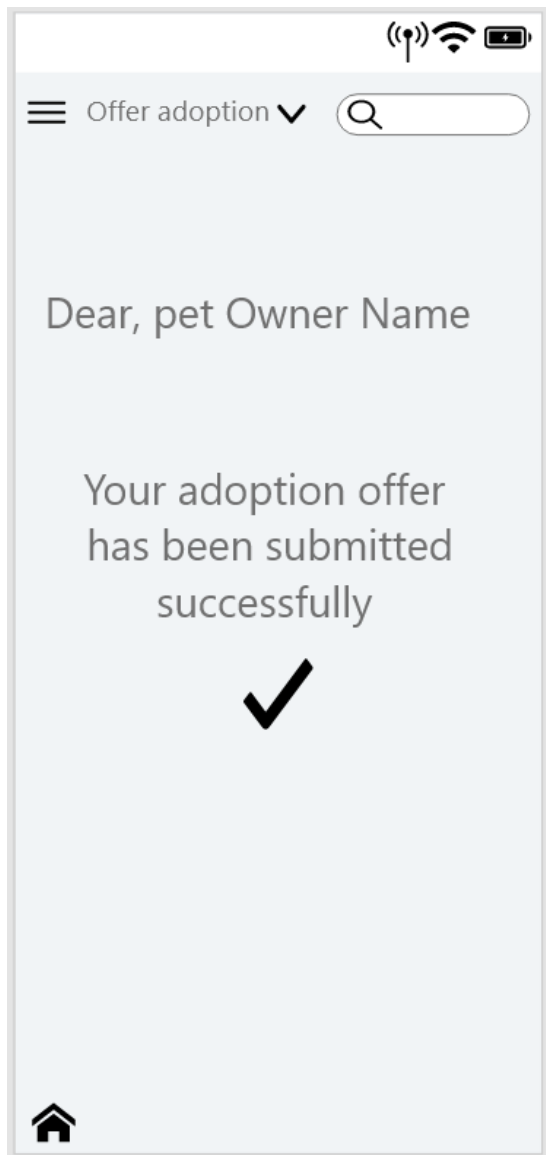 Offer adoption
Dear, pet Owner Name
Your adoption offer
has been submitted
successfully